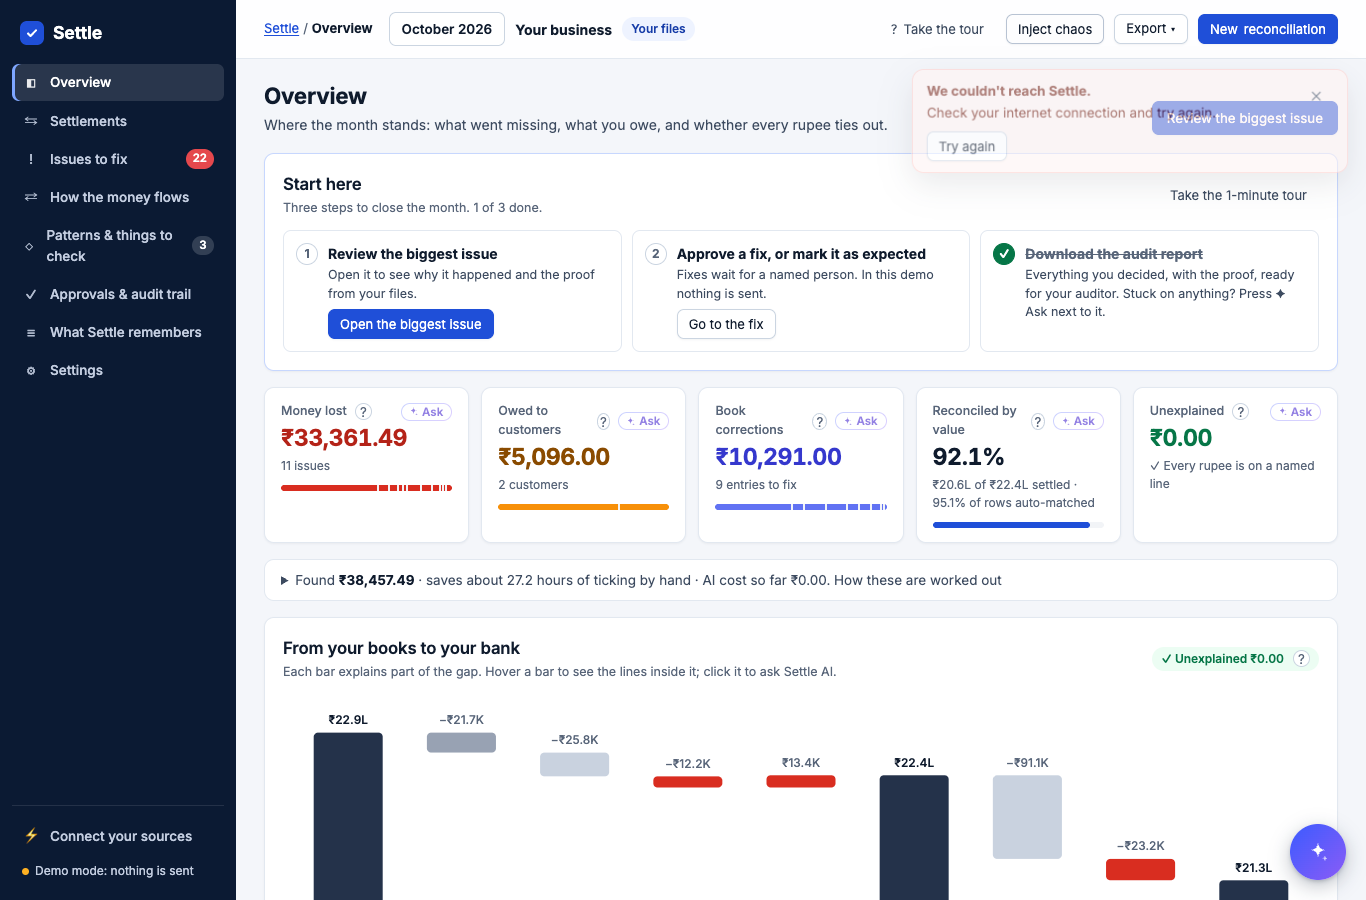 Settle
Overview
Settlements
Issues to fix 22
How the money flows
Patterns & things to check 3
Approvals & audit trail
What Settle remembers
Settings
Connect your sources
Demo mode: nothing is sent
Settle / Overview
October 2026
Your business
Your files
? Take the tour
Inject chaos
Export
New reconciliation
Overview
Where the month stands: what went missing, what you owe, and whether every rupee ties out.
We couldn't reach Settle.
Check your internet connection and try again.
Try again
Review the biggest issue
Start here
Three steps to close the month. 1 of 3 done.
Take the 1-minute tour
1 Review the biggest issue
Open it to see why it happened and the proof
from your files.
Open the biggest issue
2 Approve a fix, or mark it as expected
Fixes wait for a named person. In this demo
nothing is sent.
Go to the fix
Download the audit report
Everything you decided, with the proof, ready
for your auditor. Stuck on anything? Press ✦
Ask next to it.
Money lost ? Ask
₹33,361.49
11 issues
Owed to customers ? Ask
₹5,096.00
2 customers
Book corrections ? Ask
₹10,291.00
9 entries to fix
Reconciled by value ? Ask
92.1%
₹20.6L of ₹22.4L settled ·
95.1% of rows auto-matched
Unexplained ? Ask
₹0.00
✓ Every rupee is on a named
line
Found ₹38,457.49 · saves about 27.2 hours of ticking by hand · AI cost so far ₹0.00. How these are worked out
From your books to your bank
Each bar explains part of the gap. Hover a bar to see the lines inside it; click it to ask Settle AI.
✓ Unexplained ₹0.00 ?
₹22.9L
−₹21.7K
−₹25.8K
−₹12.2K
₹13.4K
₹22.4L
−₹91.1K
−₹23.2K
₹21.3L